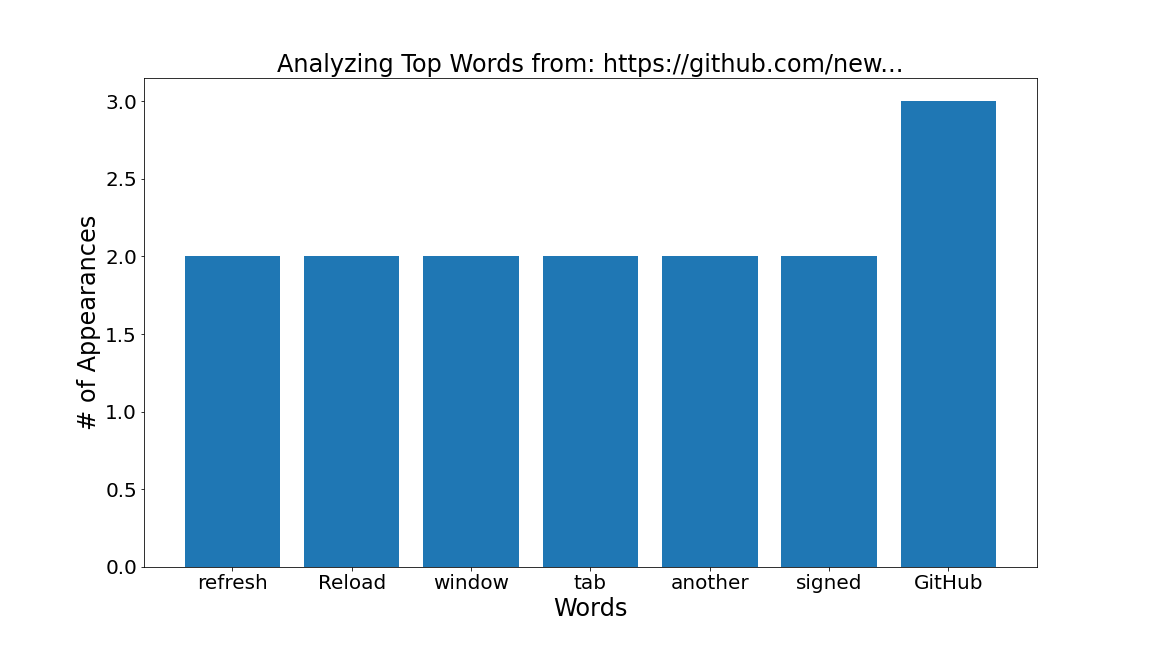 Analyzing Top Words from: https://github.com/new...
# of Appearances
3.0
2.5
2.0
1.5
1.0
0.5
0.0
refresh Reload window tab another signed GitHub
Words